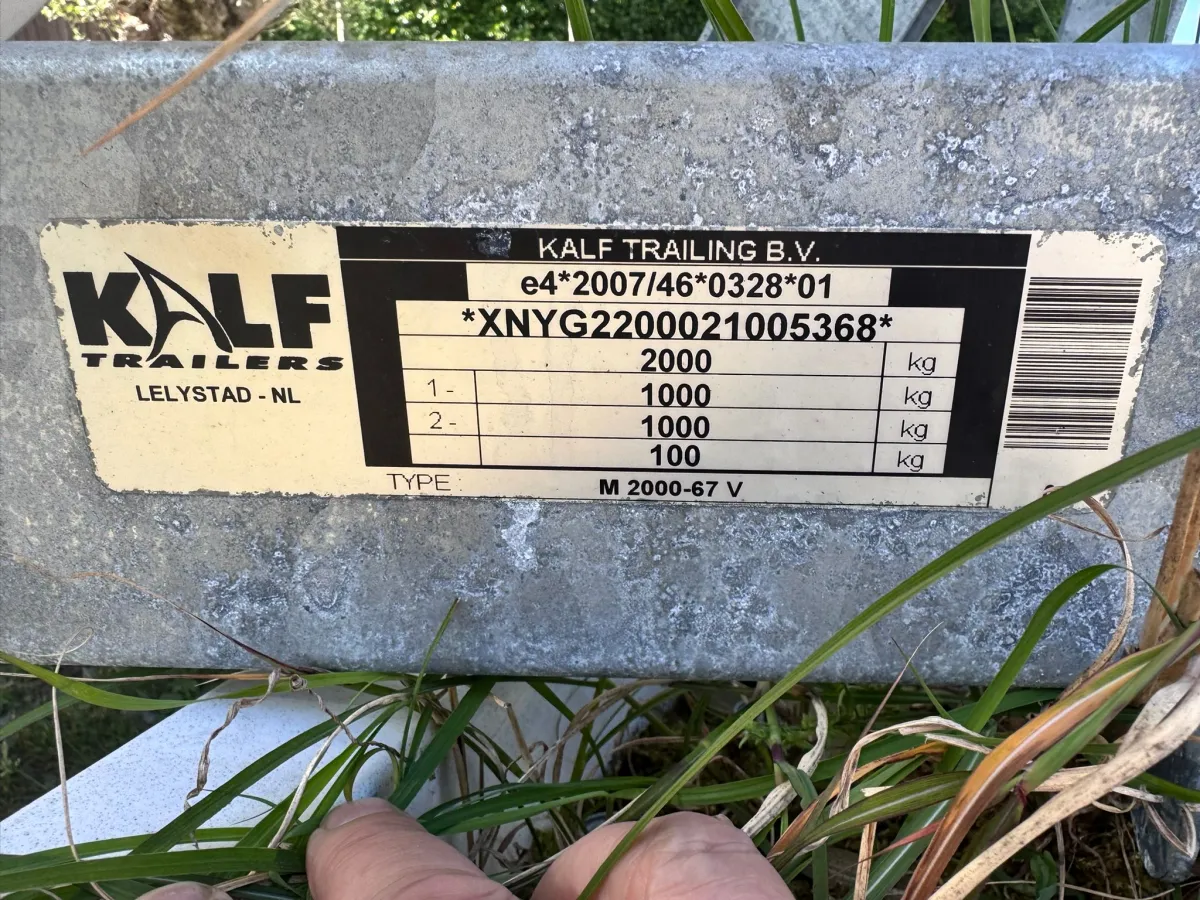 KALF
TRAILERS
LELYSTAD - NL
KALF TRAILING B.V.
e4*2007/46*0328*01
*XNYG2200021005368*
2000 kg
1- 1000 kg
2- 1000 kg
100 kg
TYPE : M 2000-67 V